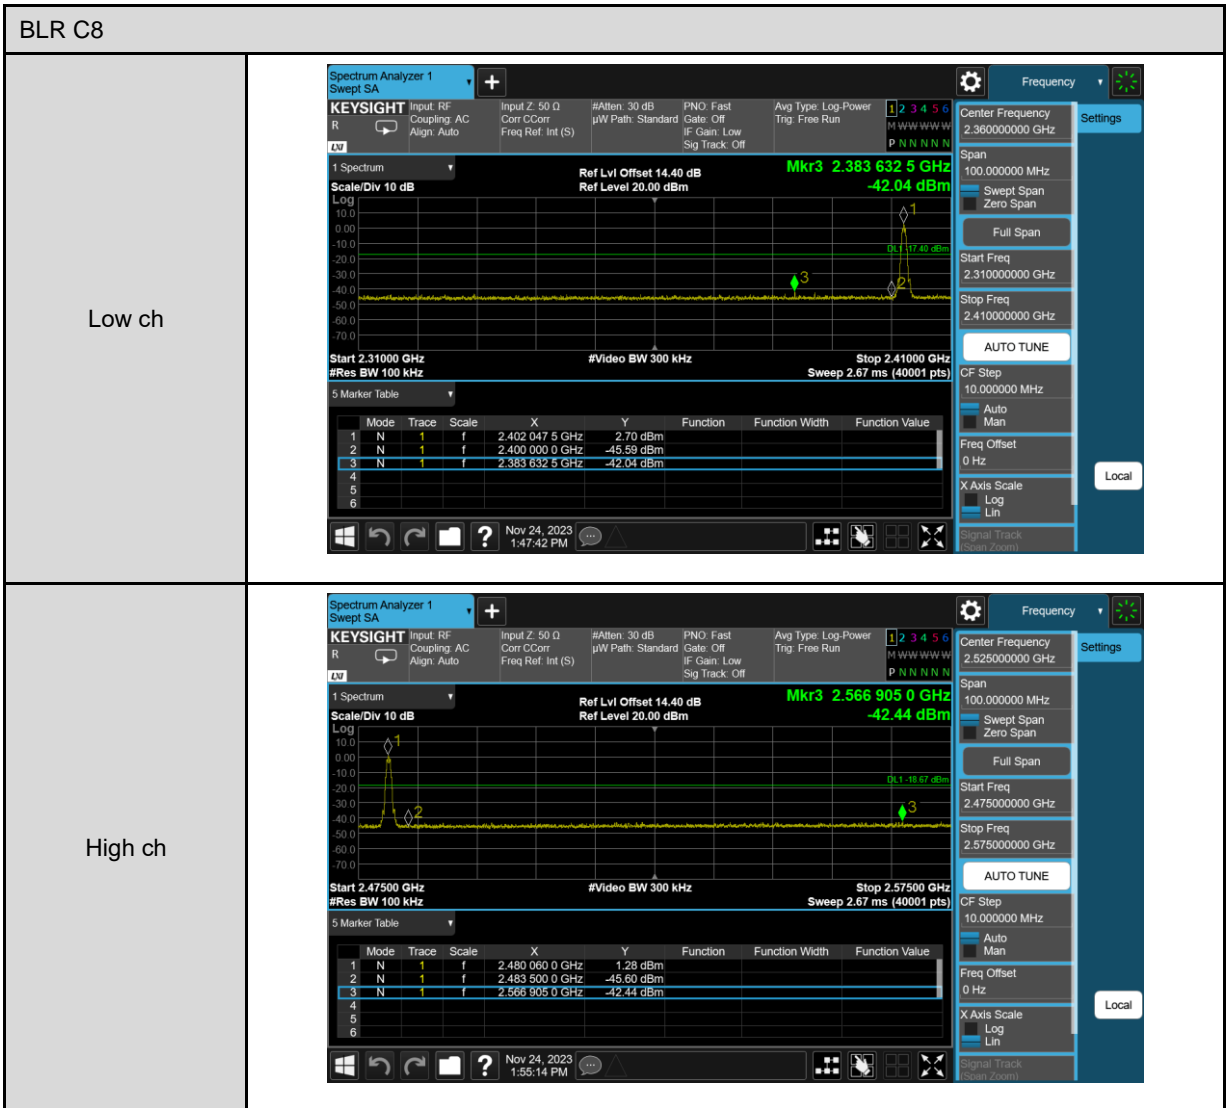 BLR C8
Low ch
Spectrum Analyzer 1
Swept SA
Frequency
KEYSIGHT
R
LXI
Input: RF
Coupling: AC
Align: Auto
Input Z: 50 Ω
Corr CCorr
Freq Ref: Int (S)
#Atten: 30 dB
µW Path: Standard
PNO: Fast
Gate: Off
IF Gain: Low
Sig Track: Off
Avg Type: Log-Power
Trig: Free Run
1 2 3 4 5 6
M W W W W W
P N N N N N
1 Spectrum
Scale/Div 10 dB
Log
Ref Lvl Offset 14.40 dB
Ref Level 20.00 dBm
Mkr3 2.383 632 5 GHz
-42.04 dBm
10.0
0.00
-10.0
-20.0
-30.0
-40.0
-50.0
-60.0
-70.0
1
DL1 -17.40 dBm
3
2
Start 2.31000 GHz
#Res BW 100 kHz
#Video BW 300 kHz
Stop 2.41000 GHz
Sweep 2.67 ms (40001 pts)
5 Marker Table
Mode Trace Scale X Y Function Function Width Function Value
1 N 1 f 2.402 047 5 GHz 2.70 dBm
2 N 1 f 2.400 000 0 GHz -45.59 dBm
3 N 1 f 2.383 632 5 GHz -42.04 dBm
4
5
6
?
Nov 24, 2023
1:47:42 PM
Center Frequency
2.360000000 GHz
Settings
Span
100.000000 MHz
Swept Span
Zero Span
Full Span
Start Freq
2.310000000 GHz
Stop Freq
2.410000000 GHz
AUTO TUNE
CF Step
10.000000 MHz
Auto
Man
Freq Offset
0 Hz
Local
X Axis Scale
Log
Lin
Signal Track
(Span Zoom)
High ch
Spectrum Analyzer 1
Swept SA
Frequency
KEYSIGHT
R
LXI
Input: RF
Coupling: AC
Align: Auto
Input Z: 50 Ω
Corr CCorr
Freq Ref: Int (S)
#Atten: 30 dB
µW Path: Standard
PNO: Fast
Gate: Off
IF Gain: Low
Sig Track: Off
Avg Type: Log-Power
Trig: Free Run
1 2 3 4 5 6
M W W W W W
P N N N N N
1 Spectrum
Scale/Div 10 dB
Log
Ref Lvl Offset 14.40 dB
Ref Level 20.00 dBm
Mkr3 2.566 905 0 GHz
-42.44 dBm
10.0
0.00
-10.0
-20.0
-30.0
-40.0
-50.0
-60.0
-70.0
1
DL1 -18.67 dBm
2
3
Start 2.47500 GHz
#Res BW 100 kHz
#Video BW 300 kHz
Stop 2.57500 GHz
Sweep 2.67 ms (40001 pts)
5 Marker Table
Mode Trace Scale X Y Function Function Width Function Value
1 N 1 f 2.480 060 0 GHz 1.28 dBm
2 N 1 f 2.483 500 0 GHz -45.60 dBm
3 N 1 f 2.566 905 0 GHz -42.44 dBm
4
5
6
?
Nov 24, 2023
1:55:14 PM
Center Frequency
2.525000000 GHz
Settings
Span
100.000000 MHz
Swept Span
Zero Span
Full Span
Start Freq
2.475000000 GHz
Stop Freq
2.575000000 GHz
AUTO TUNE
CF Step
10.000000 MHz
Auto
Man
Freq Offset
0 Hz
Local
X Axis Scale
Log
Lin
Signal Track
(Span Zoom)